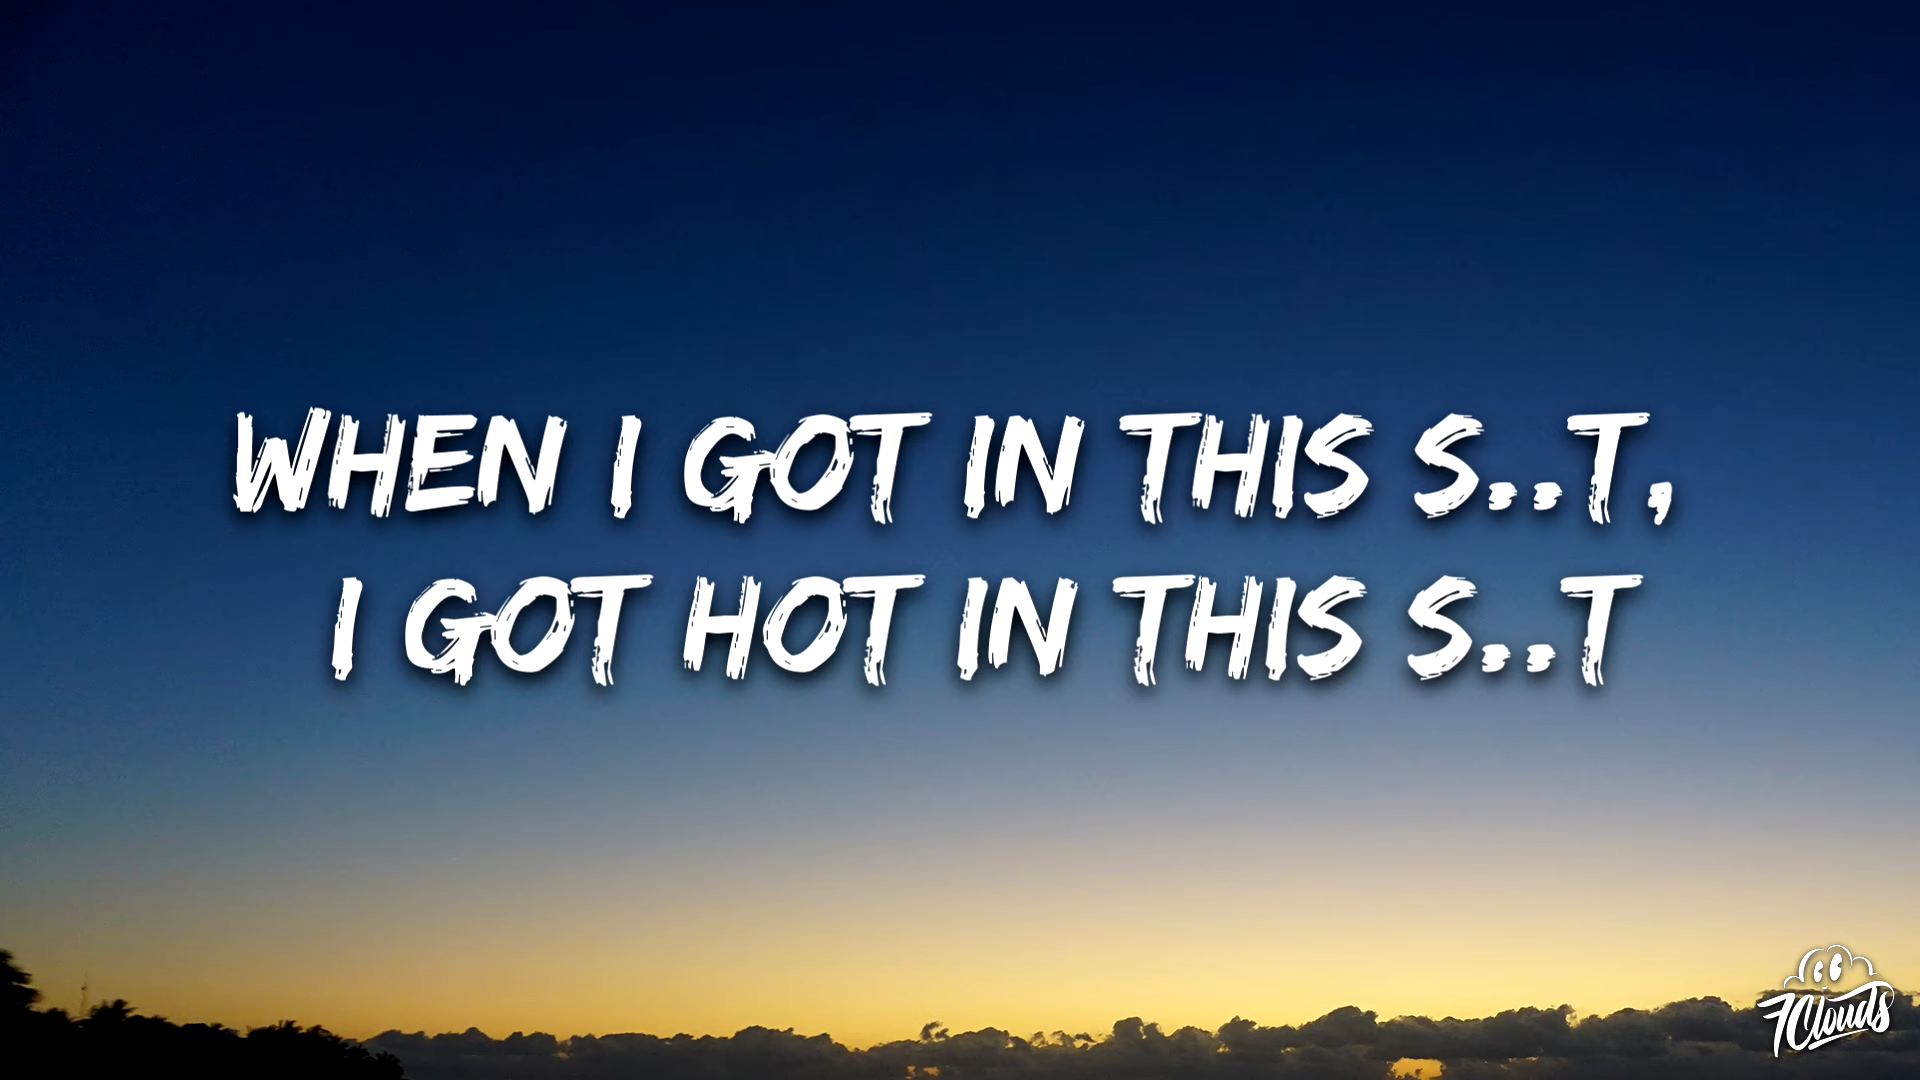 WHEN I GOT IN THIS S..T,
I GOT HOT IN THIS S..T
7Clouds